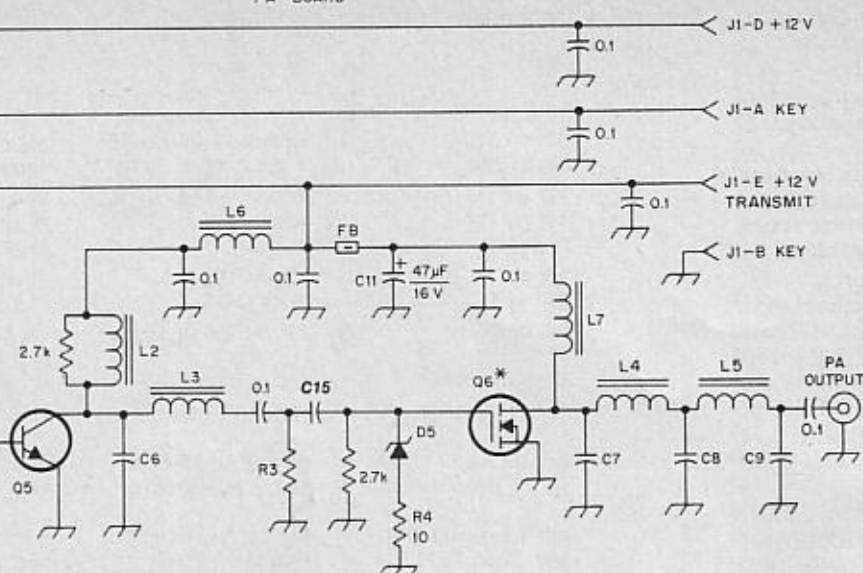 J1-D +12 V
0.1
J1-A KEY
0.1
J1-E +12 V
TRANSMIT
0.1
L6
FB
J1-B KEY
0.1
0.1
C11
+
47µF
16 V
0.1
L7
2.7k
L2
L3
0.1
C15
Q6*
L4
L5
PA
OUTPUT
D5
0.1
Q5
C6
R3
2.7k
R4
10
C7
C8
C9